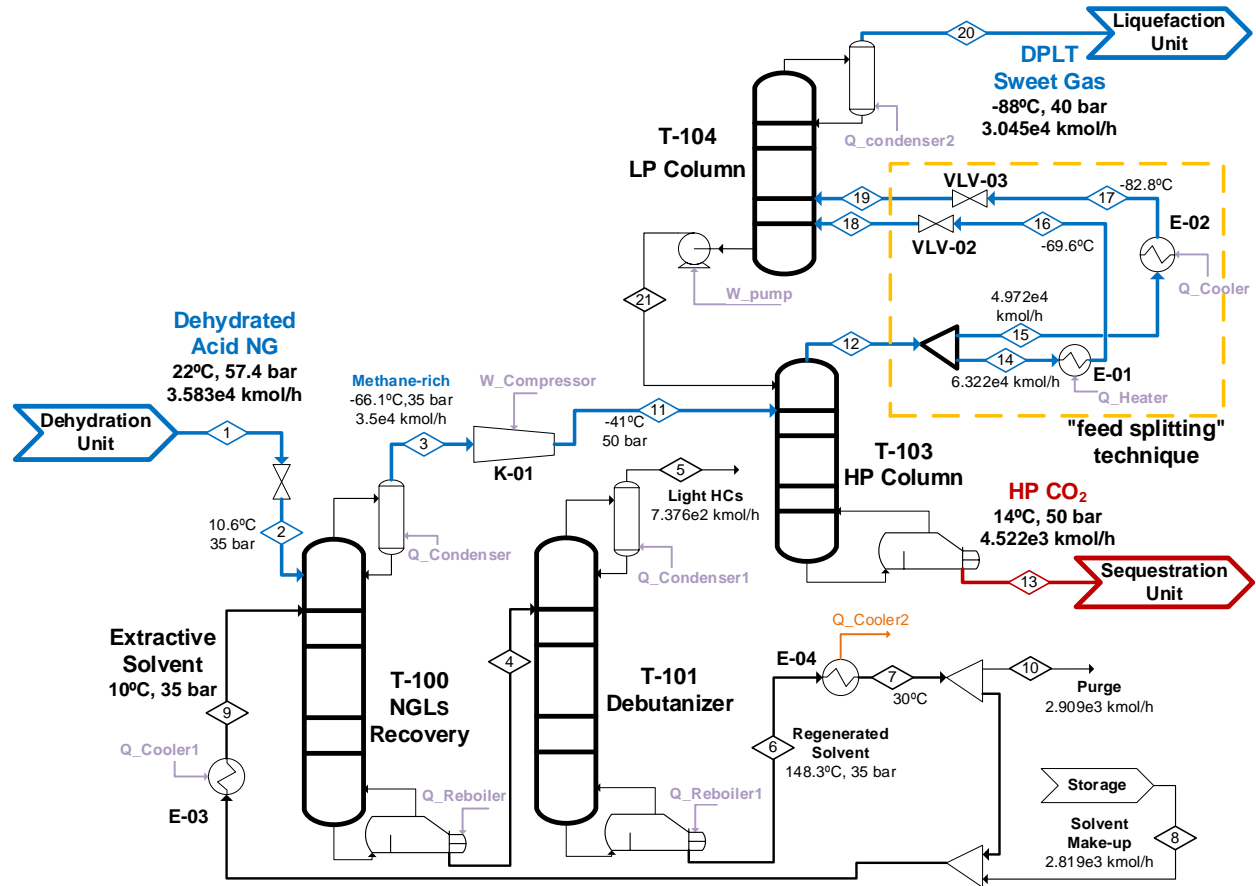 20
Liquefaction
Unit
DPLT
Sweet Gas
-88ºC, 40 bar
3.045e4 kmol/h
Q_condenser2
T-104
LP Column
VLV-03
17
-82.8ºC
19
E-02
18
16
VLV-02
-69.6ºC
Q_Cooler
W_pump
21
4.972e4
kmol/h
15
12
14
6.322e4 kmol/h
E-01
Q_Heater
"feed splitting"
technique
Dehydrated
Acid NG
22ºC, 57.4 bar
3.583e4 kmol/h
Methane-rich
-66.1ºC,35 bar
3.5e4 kmol/h
W_Compressor
11
-41ºC
50 bar
Dehydration
Unit
1
3
K-01
T-103
HP Column
5
Light HCs
7.376e2 kmol/h
HP CO₂
14ºC, 50 bar
4.522e3 kmol/h
10.6ºC
35 bar
2
Q_Condenser
Q_Condenser1
13
Sequestration
Unit
Extractive
Solvent
10ºC, 35 bar
9
4
T-100
NGLs
Recovery
T-101
Debutanizer
Q_Cooler2
E-04
7
30ºC
10
Purge
2.909e3 kmol/h
6
Regenerated
Solvent
148.3ºC, 35 bar
Q_Cooler1
E-03
Q_Reboiler
Q_Reboiler1
Storage
Solvent
Make-up
2.819e3 kmol/h
8